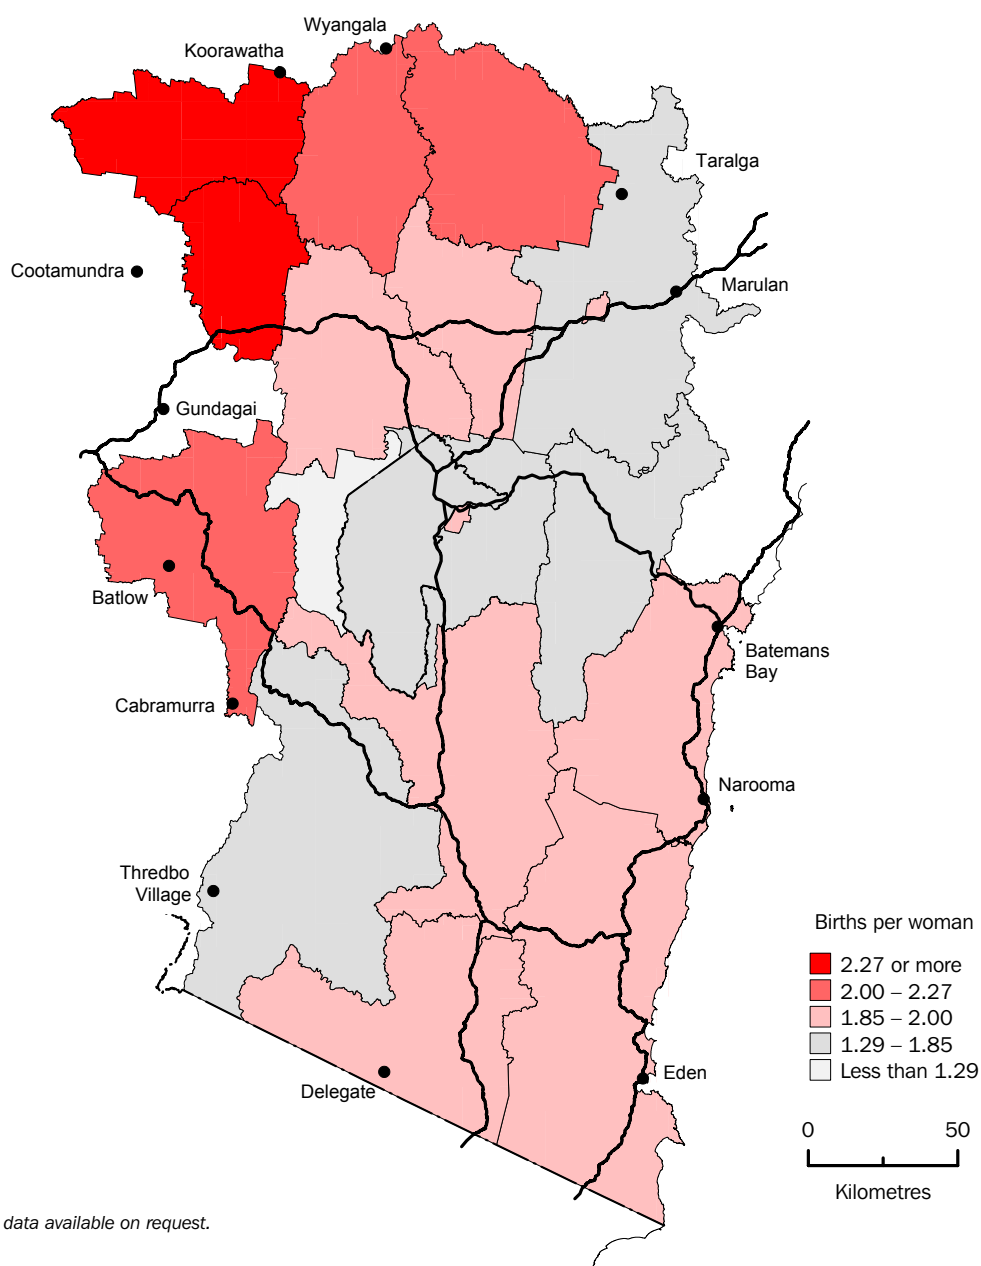 Wyangala
Koorawatha
Taralga
Cootamundra
Marulan
Gundagai
Batlow
Batemans
Bay
Cabramurra
Narooma
Thredbo
Village
Births per woman
2.27 or more
2.00 – 2.27
1.85 – 2.00
1.29 – 1.85
Less than 1.29
Eden
Delegate
0 50
Kilometres
data available on request.